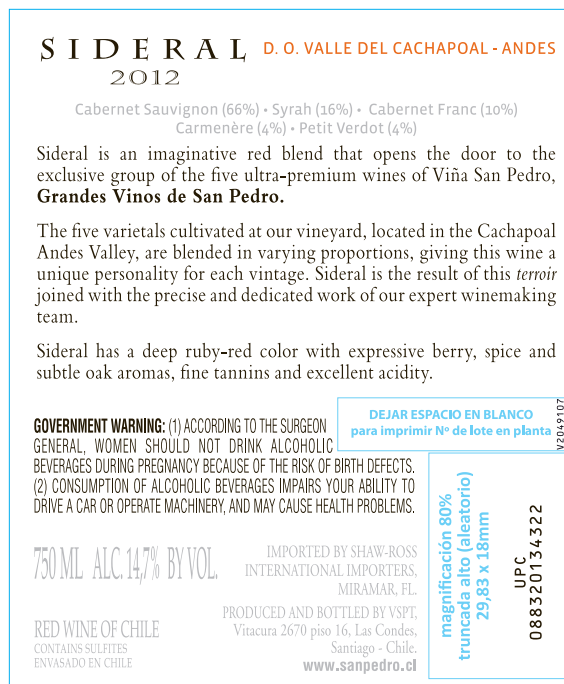 SIDERAL D. O. VALLE DEL CACHAPOAL - ANDES
2012
Cabernet Sauvignon (66%) • Syrah (16%) • Cabernet Franc (10%)
Carmenère (4%) • Petit Verdot (4%)
Sideral is an imaginative red blend that opens the door to the
exclusive group of the five ultra-premium wines of Viña San Pedro,
Grandes Vinos de San Pedro.
The five varietals cultivated at our vineyard, located in the Cachapoal
Andes Valley, are blended in varying proportions, giving this wine a
unique personality for each vintage. Sideral is the result of this terroir
joined with the precise and dedicated work of our expert winemaking
team.
Sideral has a deep ruby-red color with expressive berry, spice and
subtle oak aromas, fine tannins and excellent acidity.
GOVERNMENT WARNING: (1) ACCORDING TO THE SURGEON
GENERAL, WOMEN SHOULD NOT DRINK ALCOHOLIC
BEVERAGES DURING PREGNANCY BECAUSE OF THE RISK OF BIRTH DEFECTS.
(2) CONSUMPTION OF ALCOHOLIC BEVERAGES IMPAIRS YOUR ABILITY TO
DRIVE A CAR OR OPERATE MACHINERY, AND MAY CAUSE HEALTH PROBLEMS.
DEJAR ESPACIO EN BLANCO
para imprimir Nº de lote en planta
V2049107
750 ML ALC. 14,7% BY VOL.
RED WINE OF CHILE
CONTAINS SULFITES
ENVASADO EN CHILE
IMPORTED BY SHAW-ROSS
INTERNATIONAL IMPORTERS,
MIRAMAR, FL.
PRODUCED AND BOTTLED BY VSPT,
Vitacura 2670 piso 16, Las Condes,
Santiago - Chile.
www.sanpedro.cl
magnificación 80%
truncada alto (aleatorio)
29,83 x 18mm
UPC
088320134322